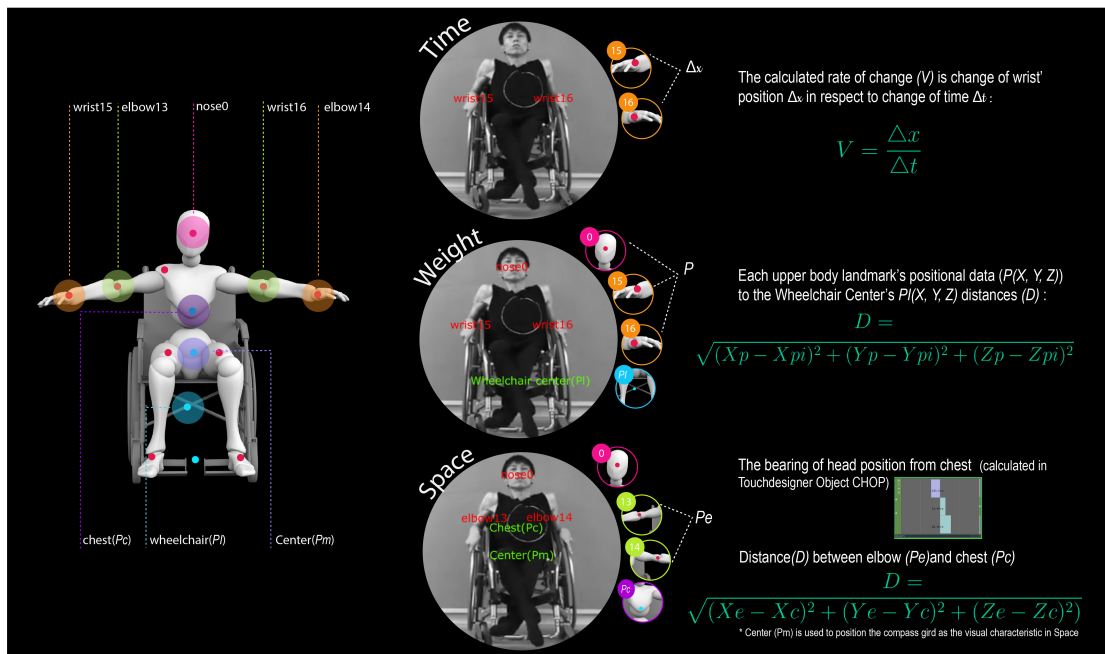 wrist15
elbow13
nose0
wrist16
elbow14
chest(Pc)
wheelchair(PI)
Center(Pm)
Time
wrist15
wrist16
15
16
Δx
The calculated rate of change (V) is change of wrist'
position Δx in respect to change of time Δt :
V = △x / △t
Weight
nose0
wrist15
wrist16
Wheelchair center(PI)
0
15
16
PI
P
Each upper body landmark's positional data (P(X, Y, Z))
to the Wheelchair Center's PI(X, Y, Z) distances (D) :
D =
√(Xp − Xpi)² + (Yp − Ypi)² + (Zp − Zpi)²
Space
nose0
elbow13
elbow14
Chest(Pc)
Center(Pm)
0
13
14
Pc
Pe
The bearing of head position from chest (calculated in
Touchdesigner Object CHOP)
Distance(D) between elbow (Pe)and chest (Pc)
D =
√(Xe − Xc)² + (Ye − Yc)² + (Ze − Zc)²)
* Center (Pm) is used to position the compass gird as the visual characteristic in Space